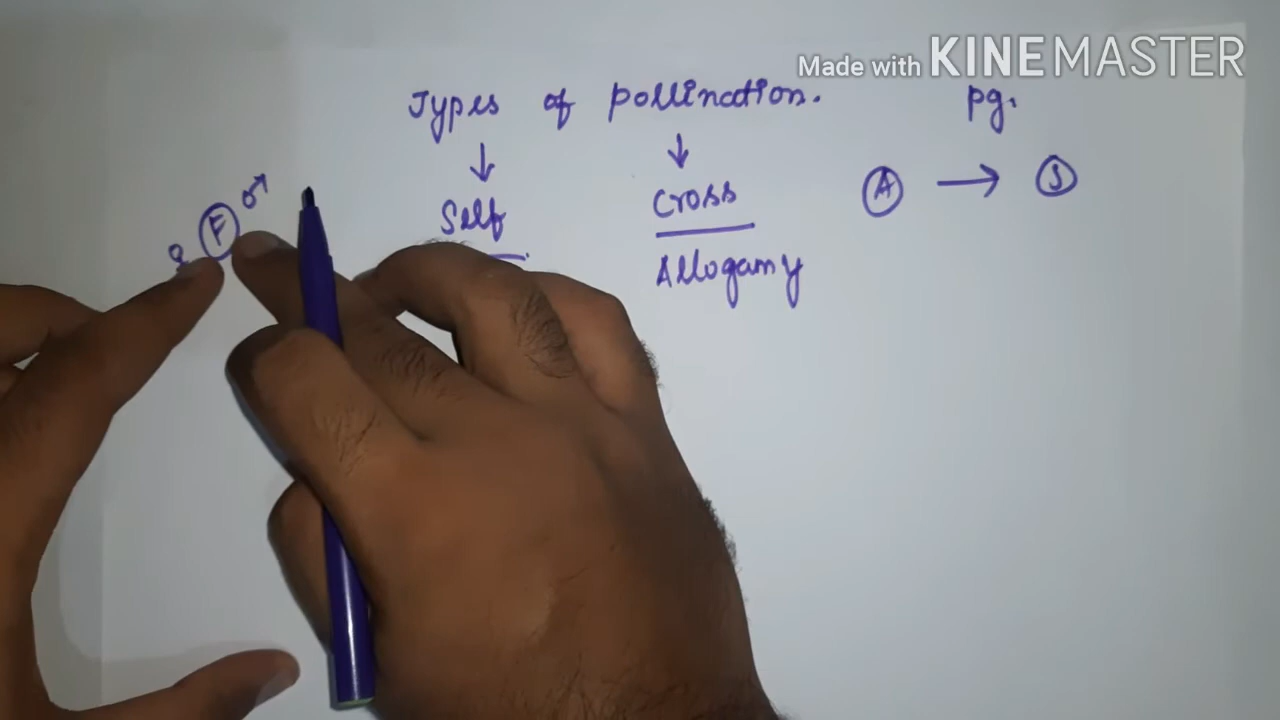 Made with KINEMASTER
Types of pollination. pg.
↓ ↓
Self Cross A → S
Allogamy
F ♂
♀